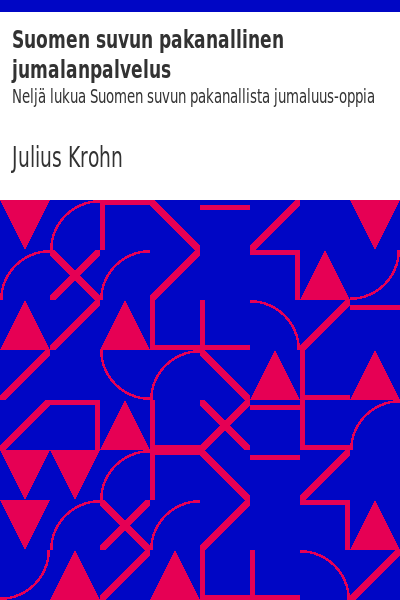 Suomen suvun pakanallinen
jumalanpalvelus
Neljä lukua Suomen suvun pakanallista jumaluus-oppia
Julius Krohn